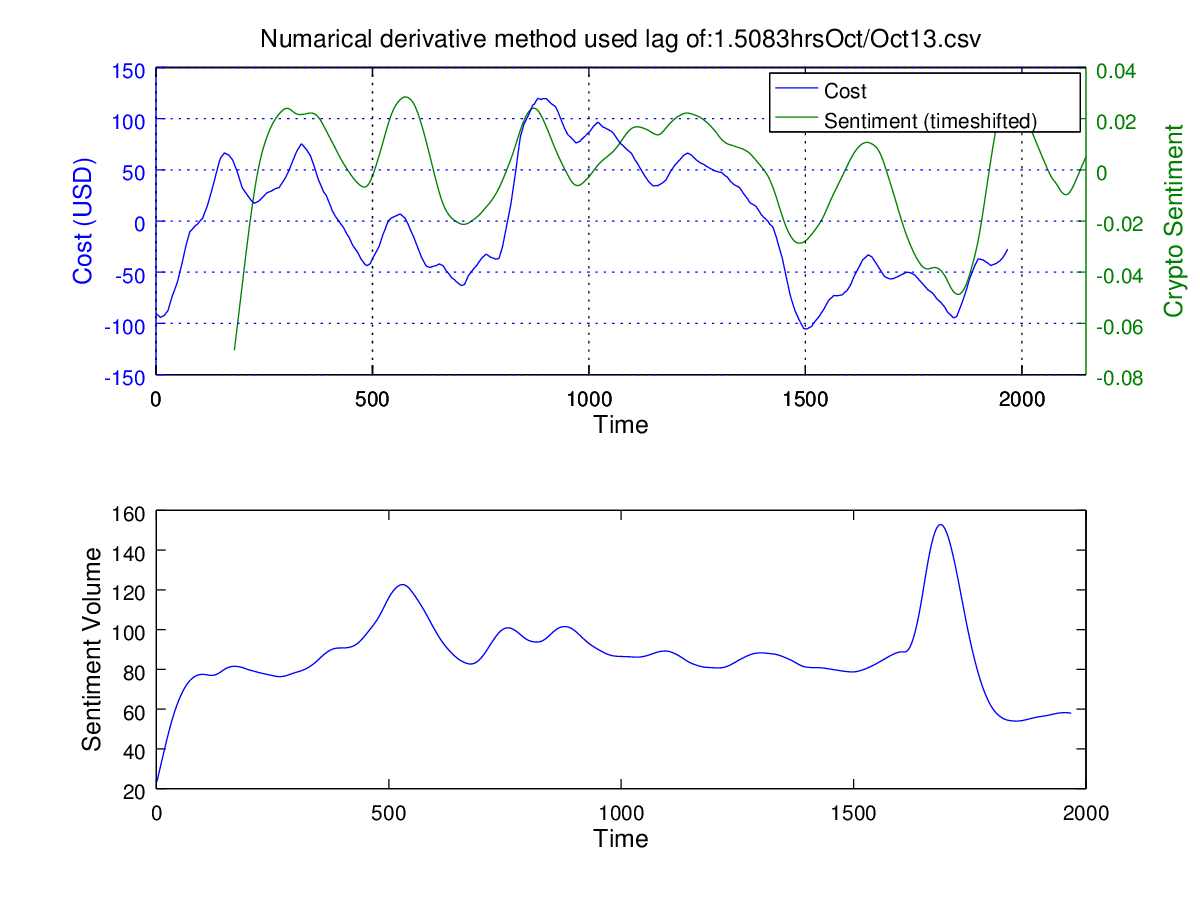 Numarical derivative method used lag of:1.5083hrsOct/Oct13.csv
150
100
50
0
-50
-100
-150
Cost (USD)
0.04
0.02
0
-0.02
-0.04
-0.06
-0.08
Crypto Sentiment
Cost
Sentiment (timeshifted)
0 500 1000 1500 2000
Time
160
140
120
100
80
60
40
20
Sentiment Volume
0 500 1000 1500 2000
Time